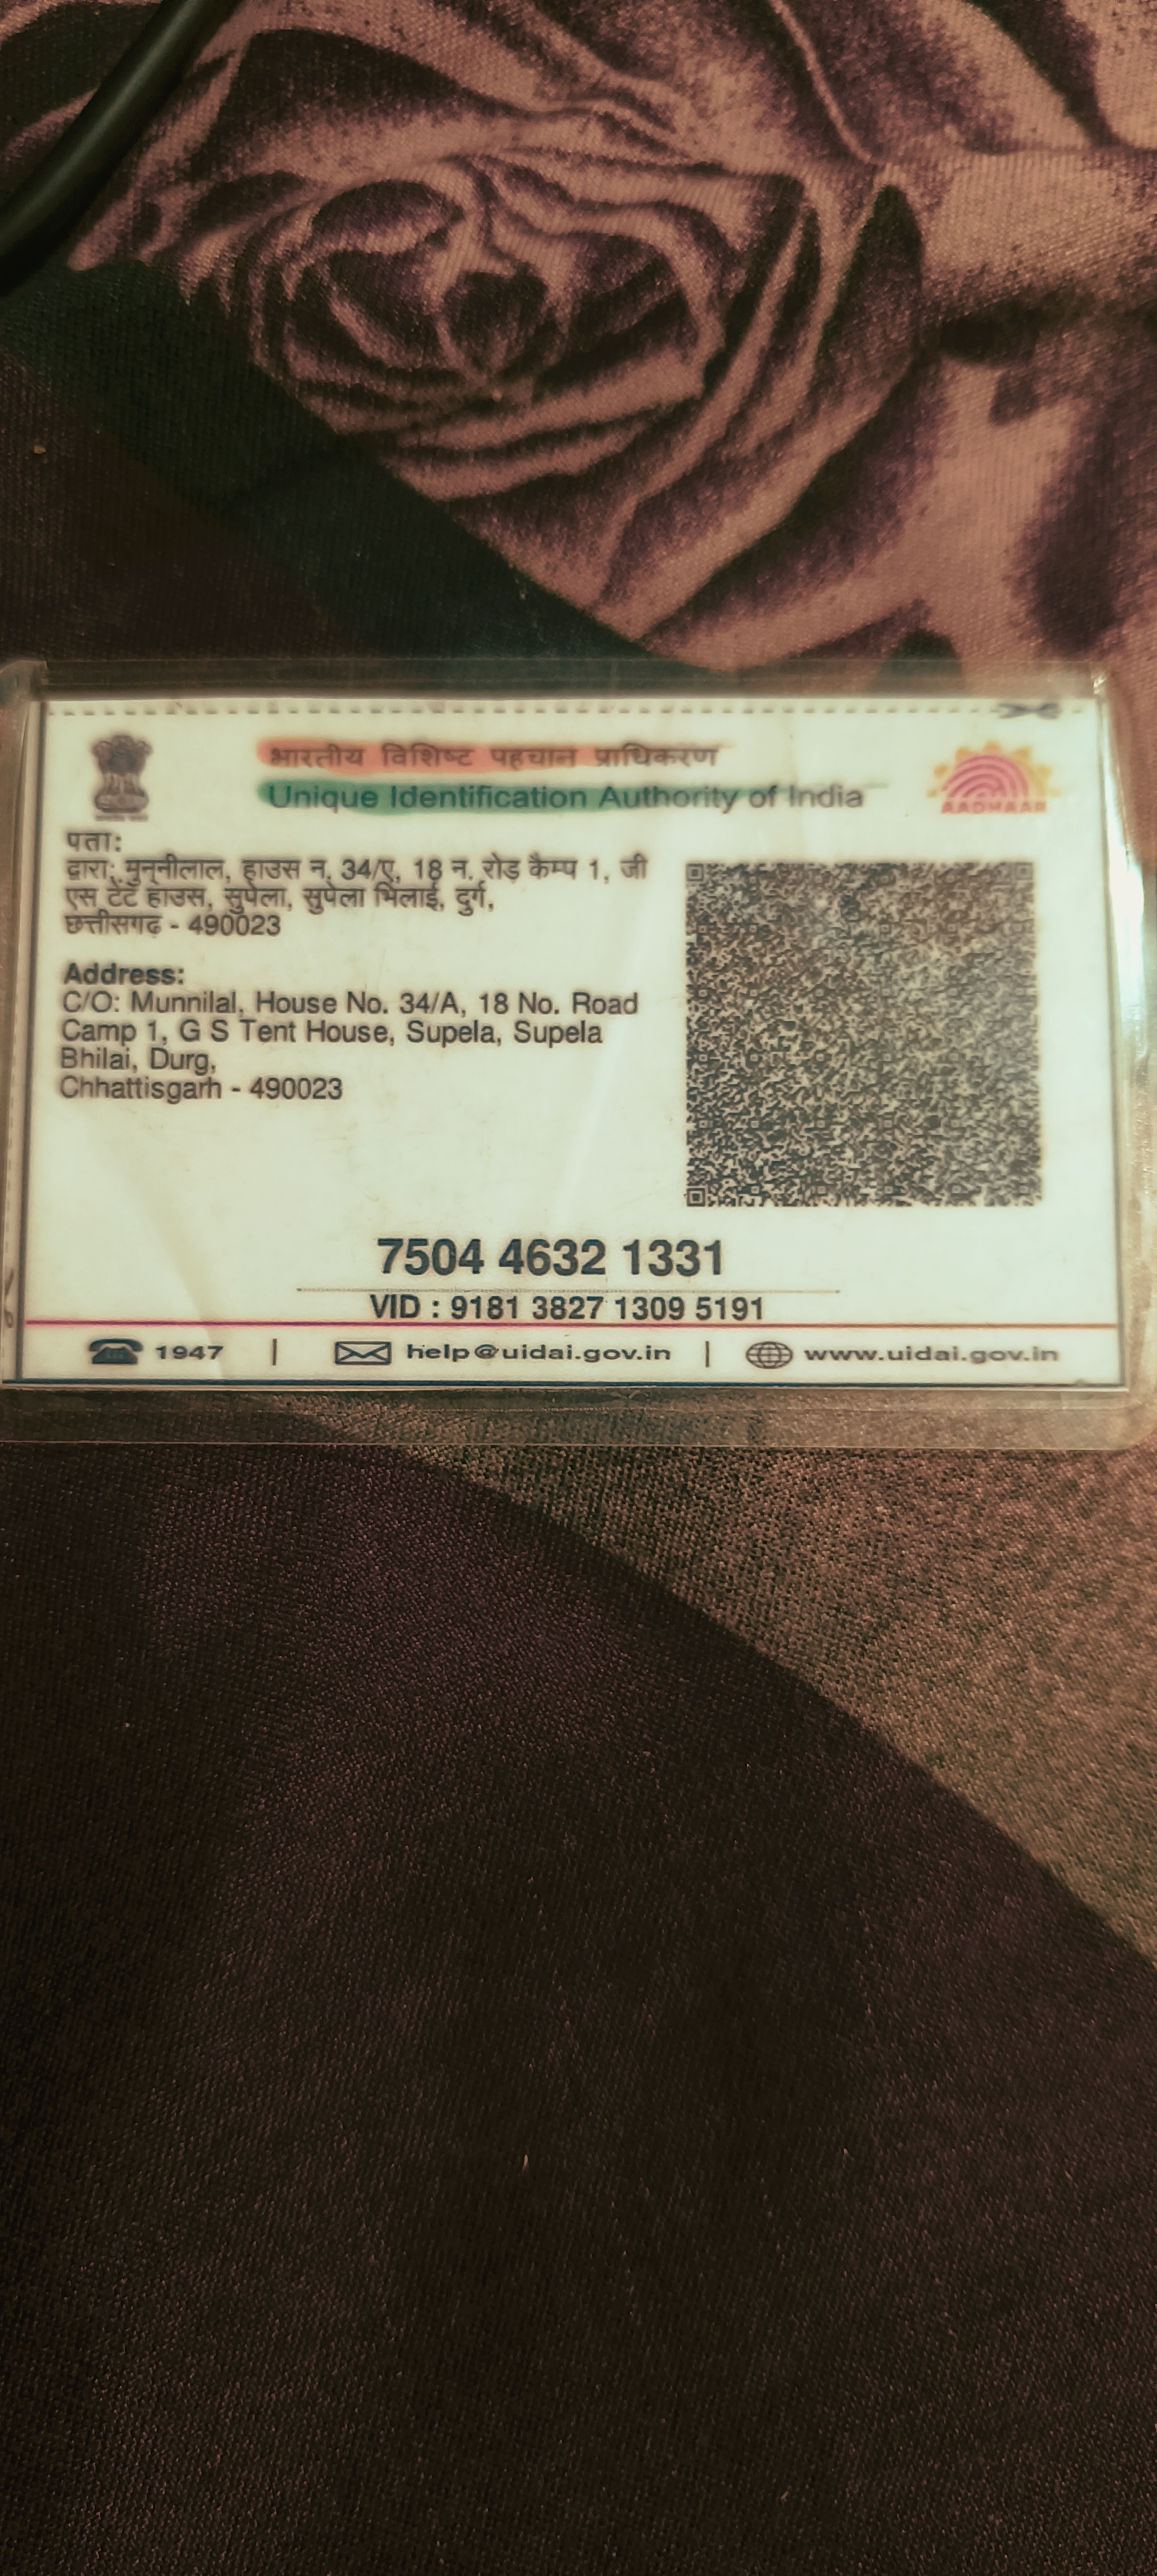 भारतीय विशिष्ट पहचान प्राधिकरण
Unique Identification Authority of India
AADHAAR
पता:
द्वारा: मुन्नीलाल, हाउस न. 34/ए, 18 न. रोड़ कैम्प 1, जी
एस टेंट हाउस, सुपेला, सुपेला भिलाई, दुर्ग,
छत्तीसगढ़ - 490023
Address:
C/O: Munnilal, House No. 34/A, 18 No. Road
Camp 1, G S Tent House, Supela, Supela
Bhilai, Durg,
Chhattisgarh - 490023
7504 4632 1331
VID : 9181 3827 1309 5191
1947 | help@uidai.gov.in | www.uidai.gov.in